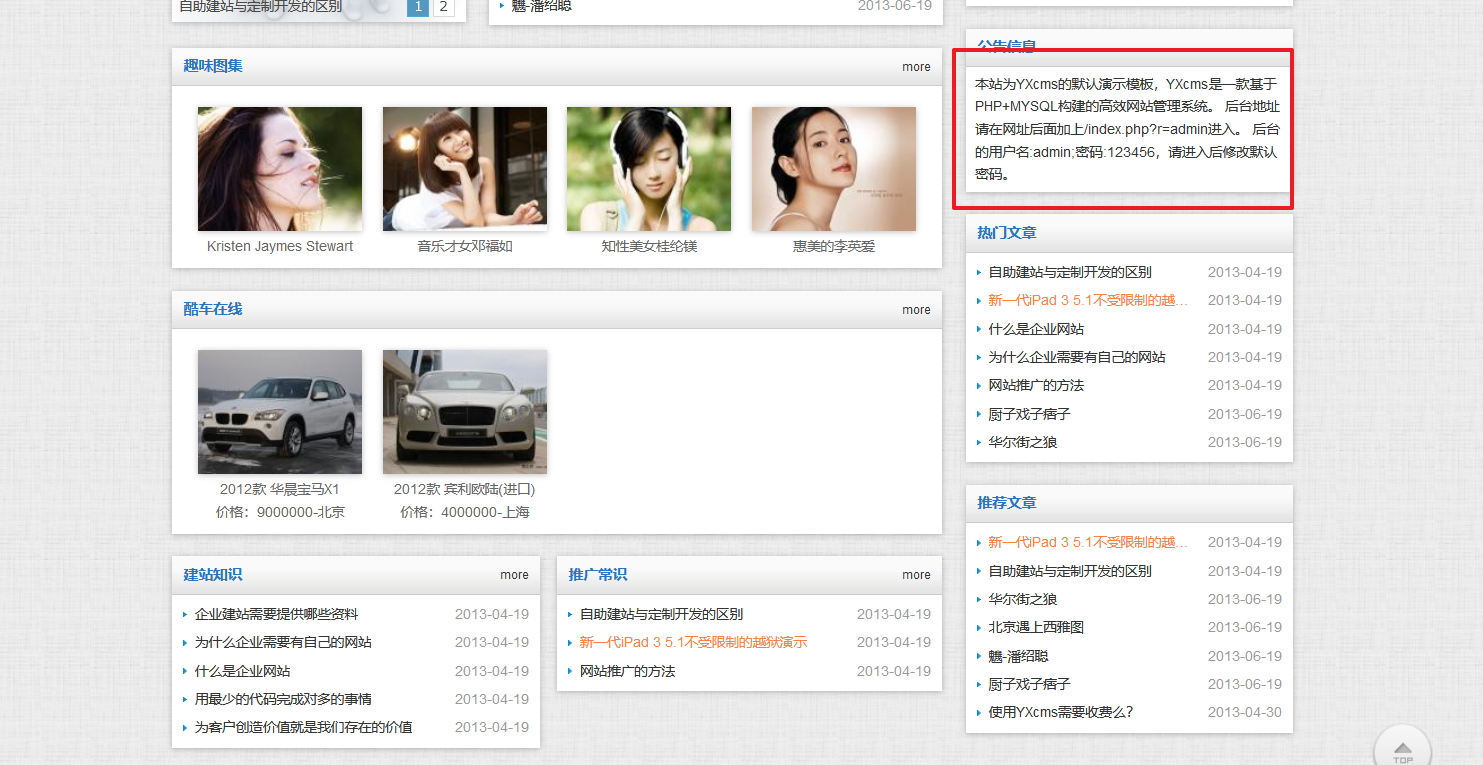 自助建站与定制开发的区别 1 2
魑-潘绍聪 2013-06-19
趣味图集 more
Kristen Jaymes Stewart 音乐才女邓福如 知性美女桂纶镁 惠美的李英爱
酷车在线 more
2012款 华晨宝马X1 2012款 宾利欧陆(进口)
价格：9000000-北京 价格：4000000-上海
建站知识 more
企业建站需要提供哪些资料 2013-04-19
为什么企业需要有自己的网站 2013-04-19
什么是企业网站 2013-04-19
用最少的代码完成对多的事情 2013-04-19
为客户创造价值就是我们存在的价值 2013-04-19
推广常识 more
自助建站与定制开发的区别 2013-04-19
新一代iPad 3 5.1不受限制的越狱演示 2013-04-19
网站推广的方法 2013-04-19
公告信息
本站为YXcms的默认演示模板，YXcms是一款基于
PHP+MYSQL构建的高效网站管理系统。 后台地址
请在网址后面加上/index.php?r=admin进入。 后台
的用户名:admin;密码:123456，请进入后修改默认
密码。
热门文章
自助建站与定制开发的区别 2013-04-19
新一代iPad 3 5.1不受限制的越... 2013-04-19
什么是企业网站 2013-04-19
为什么企业需要有自己的网站 2013-04-19
网站推广的方法 2013-04-19
厨子戏子痞子 2013-06-19
华尔街之狼 2013-06-19
推荐文章
新一代iPad 3 5.1不受限制的越... 2013-04-19
自助建站与定制开发的区别 2013-04-19
华尔街之狼 2013-06-19
北京遇上西雅图 2013-06-19
魑-潘绍聪 2013-06-19
厨子戏子痞子 2013-06-19
使用YXcms需要收费么？ 2013-04-30
TOP